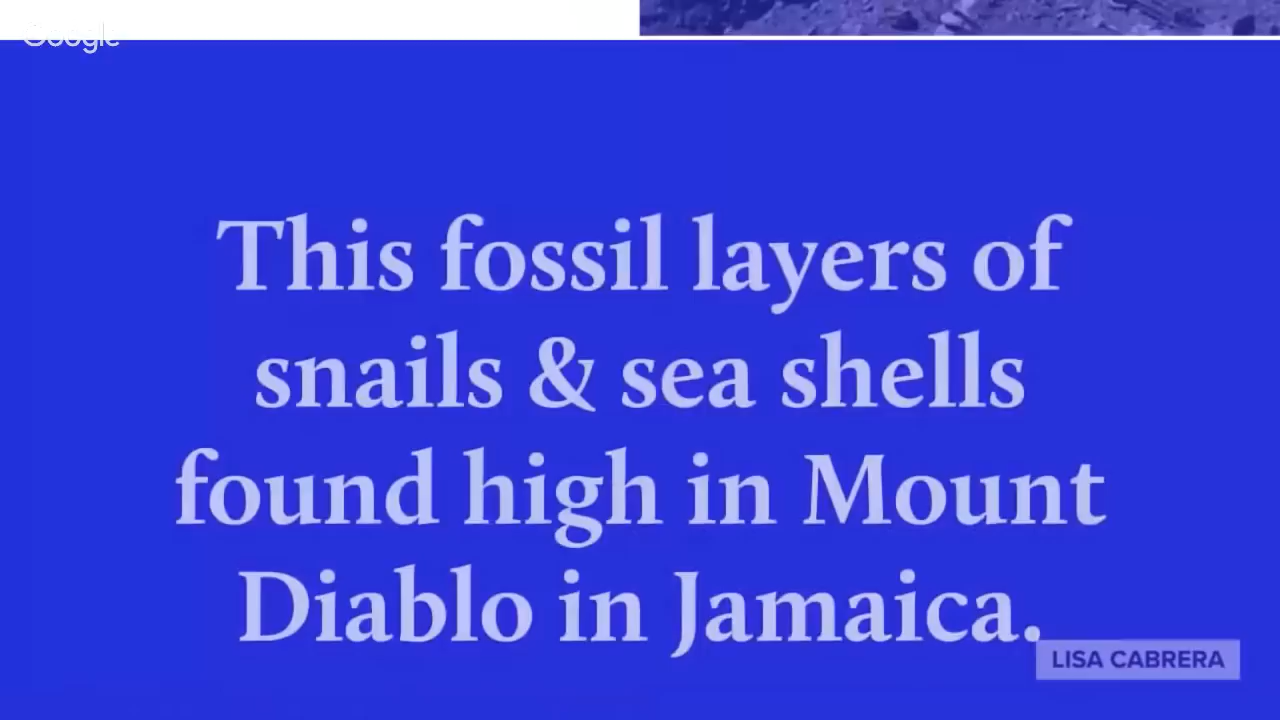 Google
This fossil layers of
snails & sea shells
found high in Mount
Diablo in Jamaica.
LISA CABRERA